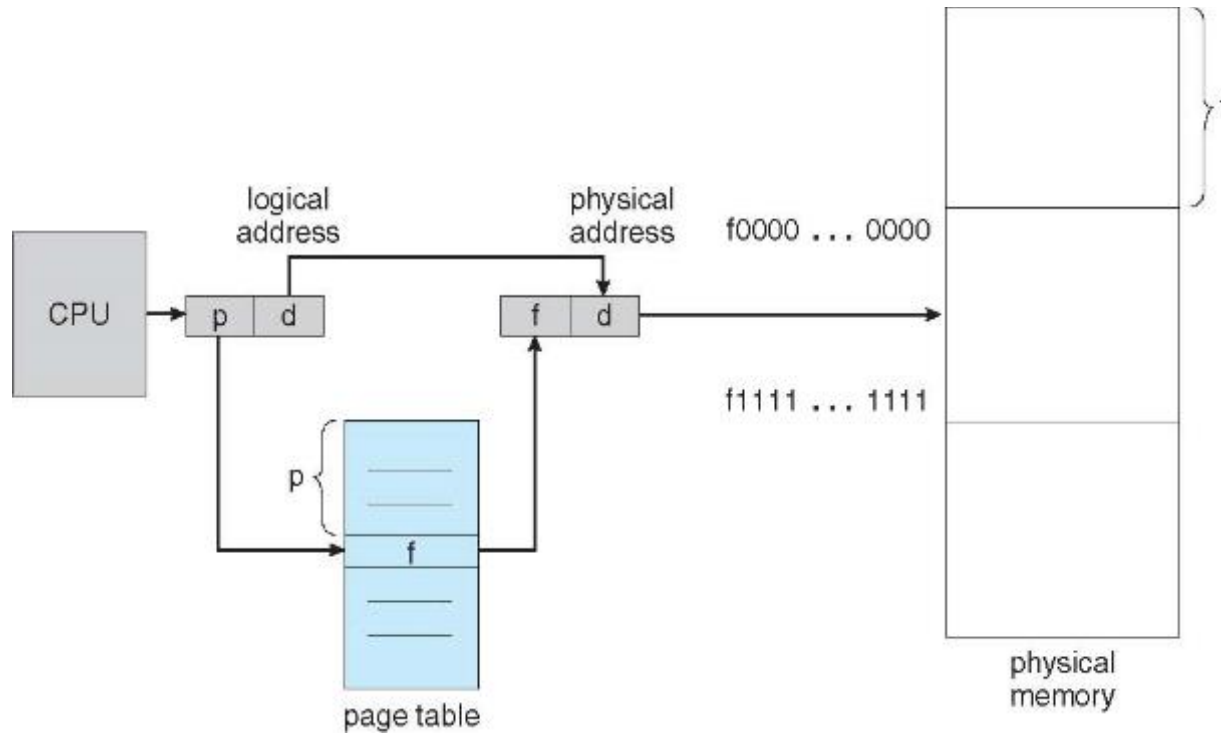 logical
address
physical
address
f0000 ... 0000
CPU
p
d
f
d
f1111 ... 1111
p
f
page table
physical
memory